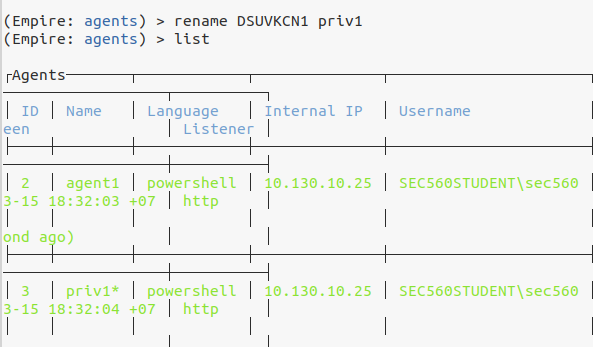 (Empire: agents) > rename DSUVKCN1 priv1
(Empire: agents) > list
Agents
ID Name Language Internal IP Username
een Listener
2 agent1 powershell 10.130.10.25 SEC560STUDENT\sec560
3-15 18:32:03 +07 http
ond ago)
3 priv1* powershell 10.130.10.25 SEC560STUDENT\sec560
3-15 18:32:04 +07 http